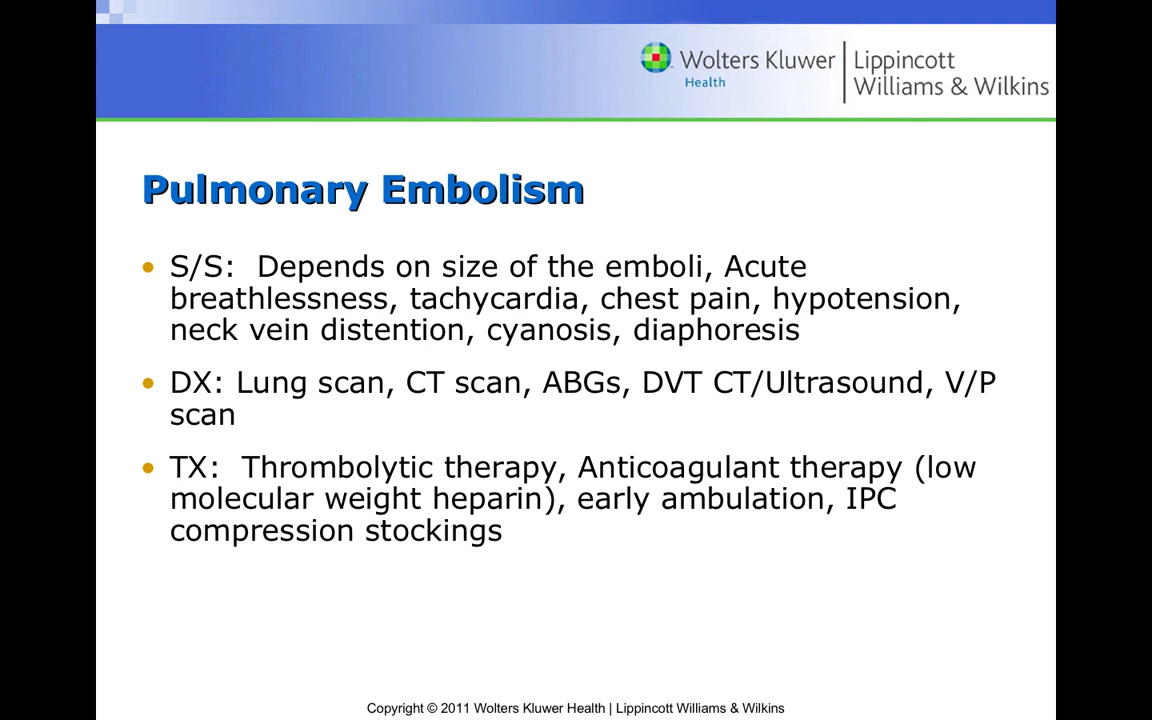 Wolters Kluwer
Health
Lippincott
Williams & Wilkins
Pulmonary Embolism
• S/S:  Depends on size of the emboli, Acute
breathlessness, tachycardia, chest pain, hypotension,
neck vein distention, cyanosis, diaphoresis
• DX: Lung scan, CT scan, ABGs, DVT CT/Ultrasound, V/P
scan
• TX:  Thrombolytic therapy, Anticoagulant therapy (low
molecular weight heparin), early ambulation, IPC
compression stockings
Copyright © 2011 Wolters Kluwer Health | Lippincott Williams & Wilkins